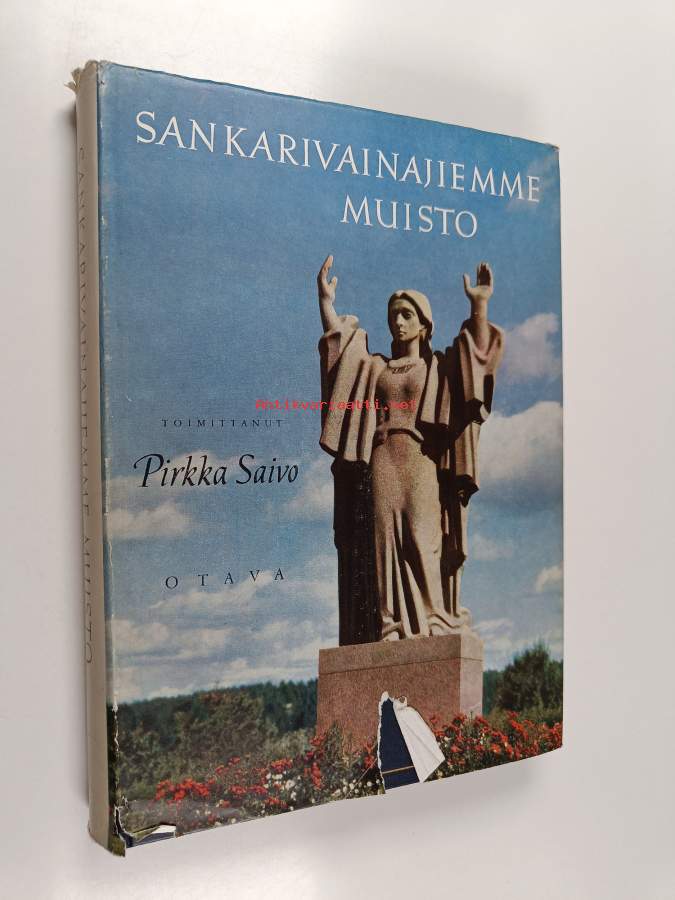 SANKARIVAINAJIEMME
MUISTO
TOIMITTANUT
Pirkka Saivo
OTAVA
SANKARIVAINAJIEMME MUISTO
Antikvariaatti.net